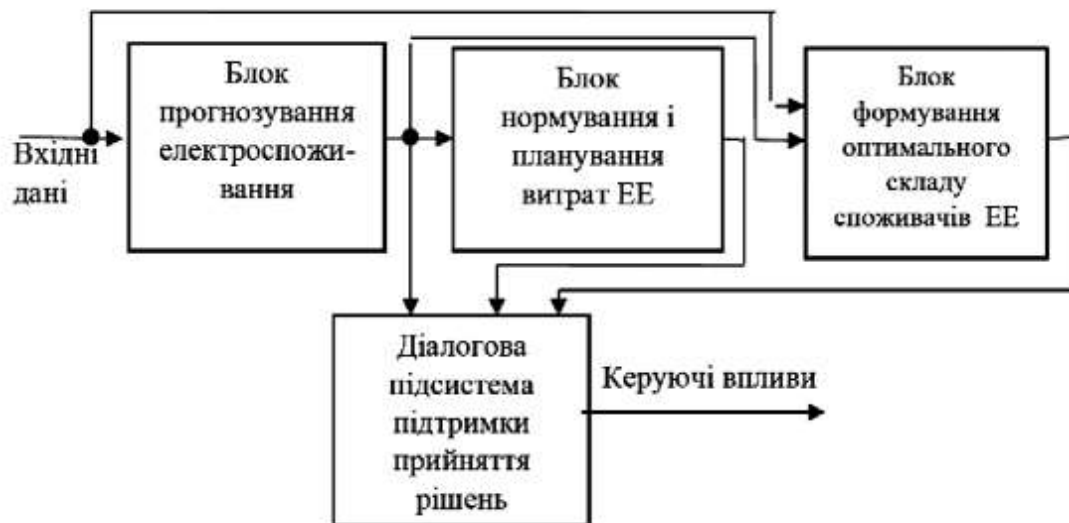 Вхідні
дані
Блок
прогнозування
електроспожи-
вання
Блок
нормування і
планування
витрат ЕЕ
Блок
формування
оптимального
складу
споживачів ЕЕ
Діалогова
підсистема
підтримки
прийняття
рішень
Керуючі впливи